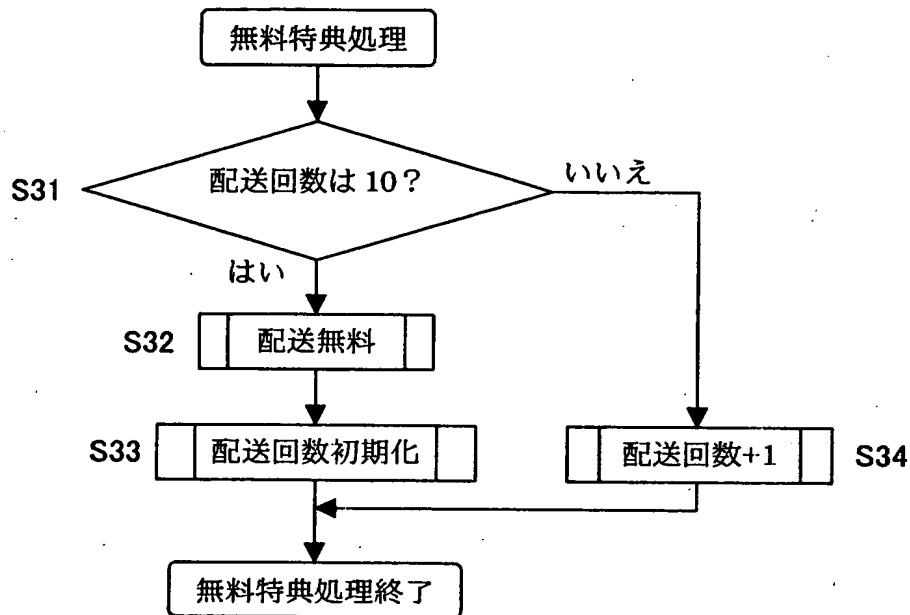 無料特典処理
S31
配送回数は 10？
いいえ
はい
S32
配送無料
S33
配送回数初期化
配送回数+1
S34
無料特典処理終了